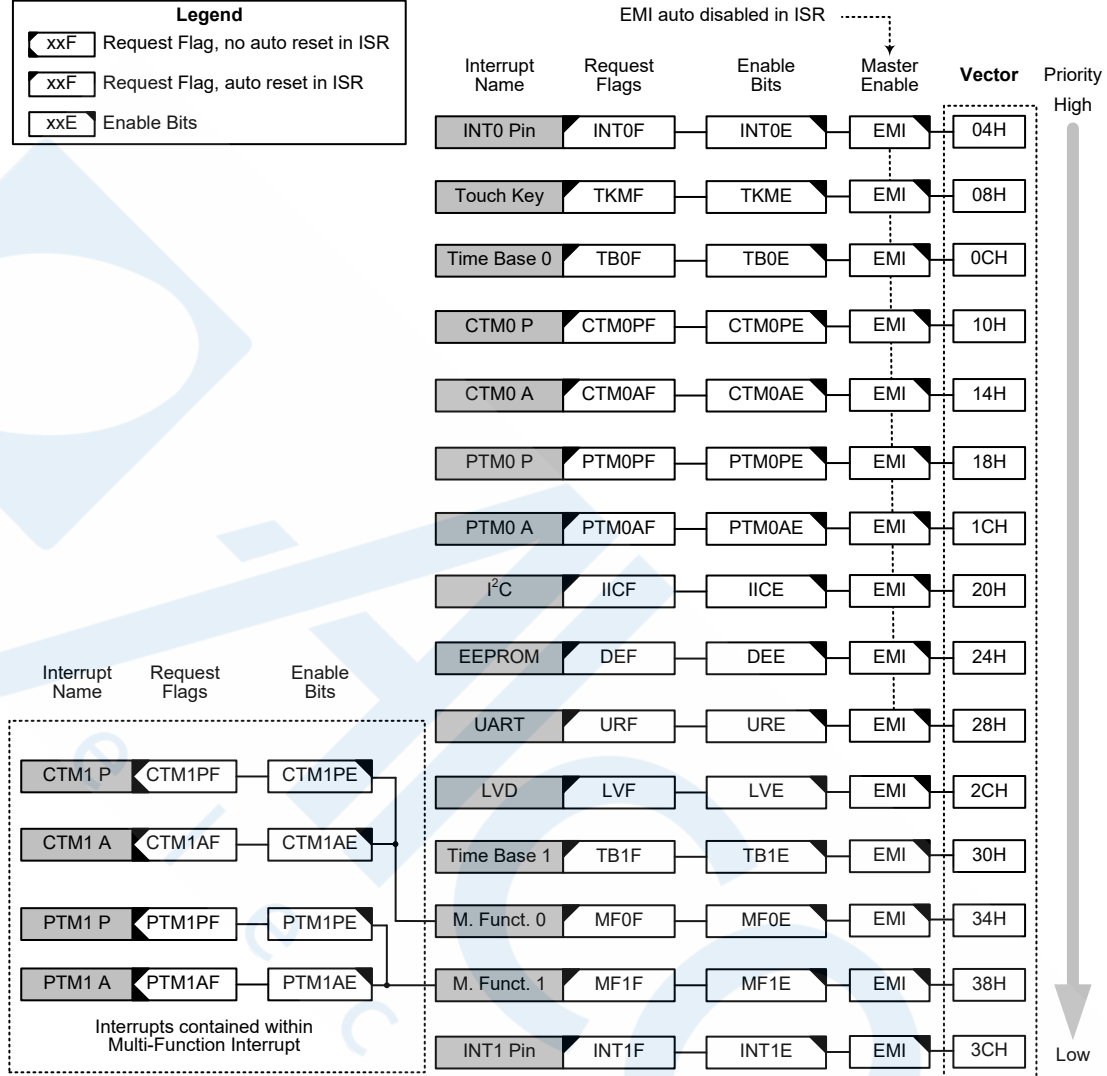 Legend
xxF Request Flag, no auto reset in ISR
xxF Request Flag, auto reset in ISR
xxE Enable Bits
EMI auto disabled in ISR
Interrupt Name Request Flags Enable Bits Master Enable Vector Priority
High
INT0 Pin INT0F INT0E EMI 04H
Touch Key TKMF TKME EMI 08H
Time Base 0 TB0F TB0E EMI 0CH
CTM0 P CTM0PF CTM0PE EMI 10H
CTM0 A CTM0AF CTM0AE EMI 14H
PTM0 P PTM0PF PTM0PE EMI 18H
PTM0 A PTM0AF PTM0AE EMI 1CH
I²C IICF IICE EMI 20H
EEPROM DEF DEE EMI 24H
UART URF URE EMI 28H
LVD LVF LVE EMI 2CH
Time Base 1 TB1F TB1E EMI 30H
M. Funct. 0 MF0F MF0E EMI 34H
M. Funct. 1 MF1F MF1E EMI 38H
INT1 Pin INT1F INT1E EMI 3CH
Low
Interrupt Name Request Flags Enable Bits
CTM1 P CTM1PF CTM1PE
CTM1 A CTM1AF CTM1AE
PTM1 P PTM1PF PTM1PE
PTM1 A PTM1AF PTM1AE
Interrupts contained within
Multi-Function Interrupt